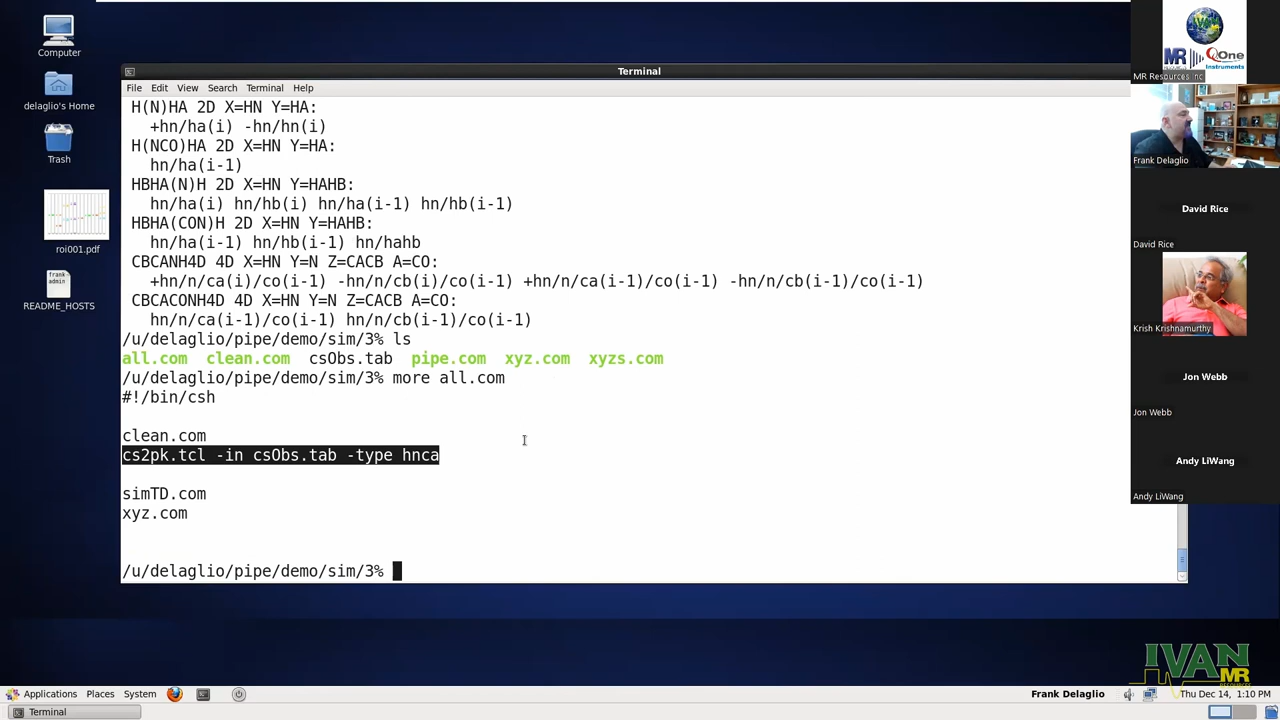 Computer
delaglio's Home
Trash
roi001.pdf
frank
admin
README_HOSTS
Terminal
File Edit View Search Terminal Help
H(N)HA 2D X=HN Y=HA:
+hn/ha(i) -hn/hn(i)
H(NCO)HA 2D X=HN Y=HA:
hn/ha(i-1)
HBHA(N)H 2D X=HN Y=HAHB:
hn/ha(i) hn/hb(i) hn/ha(i-1) hn/hb(i-1)
HBHA(CON)H 2D X=HN Y=HAHB:
hn/ha(i-1) hn/hb(i-1) hn/hahb
CBCANH4D 4D X=HN Y=N Z=CACB A=CO:
+hn/n/ca(i)/co(i-1) -hn/n/cb(i)/co(i-1) +hn/n/ca(i-1)/co(i-1) -hn/n/cb(i-1)/co(i-1)
CBCACONH4D 4D X=HN Y=N Z=CACB A=CO:
hn/n/ca(i-1)/co(i-1) hn/n/cb(i-1)/co(i-1)
/u/delaglio/pipe/demo/sim/3% ls
all.com clean.com csObs.tab pipe.com xyz.com xyzs.com
/u/delaglio/pipe/demo/sim/3% more all.com
#!/bin/csh
clean.com
cs2pk.tcl -in csObs.tab -type hnca
simTD.com
xyz.com
/u/delaglio/pipe/demo/sim/3%
MR QOne
Instruments
MR Resources Inc
Frank Delaglio
David Rice
David Rice
Krish Krishnamurthy
Jon Webb
Jon Webb
Andy LiWang
Andy LiWang
IVAN
MR
RESOURCES
Applications Places System
Frank Delaglio
Thu Dec 14, 1:10 PM
Terminal